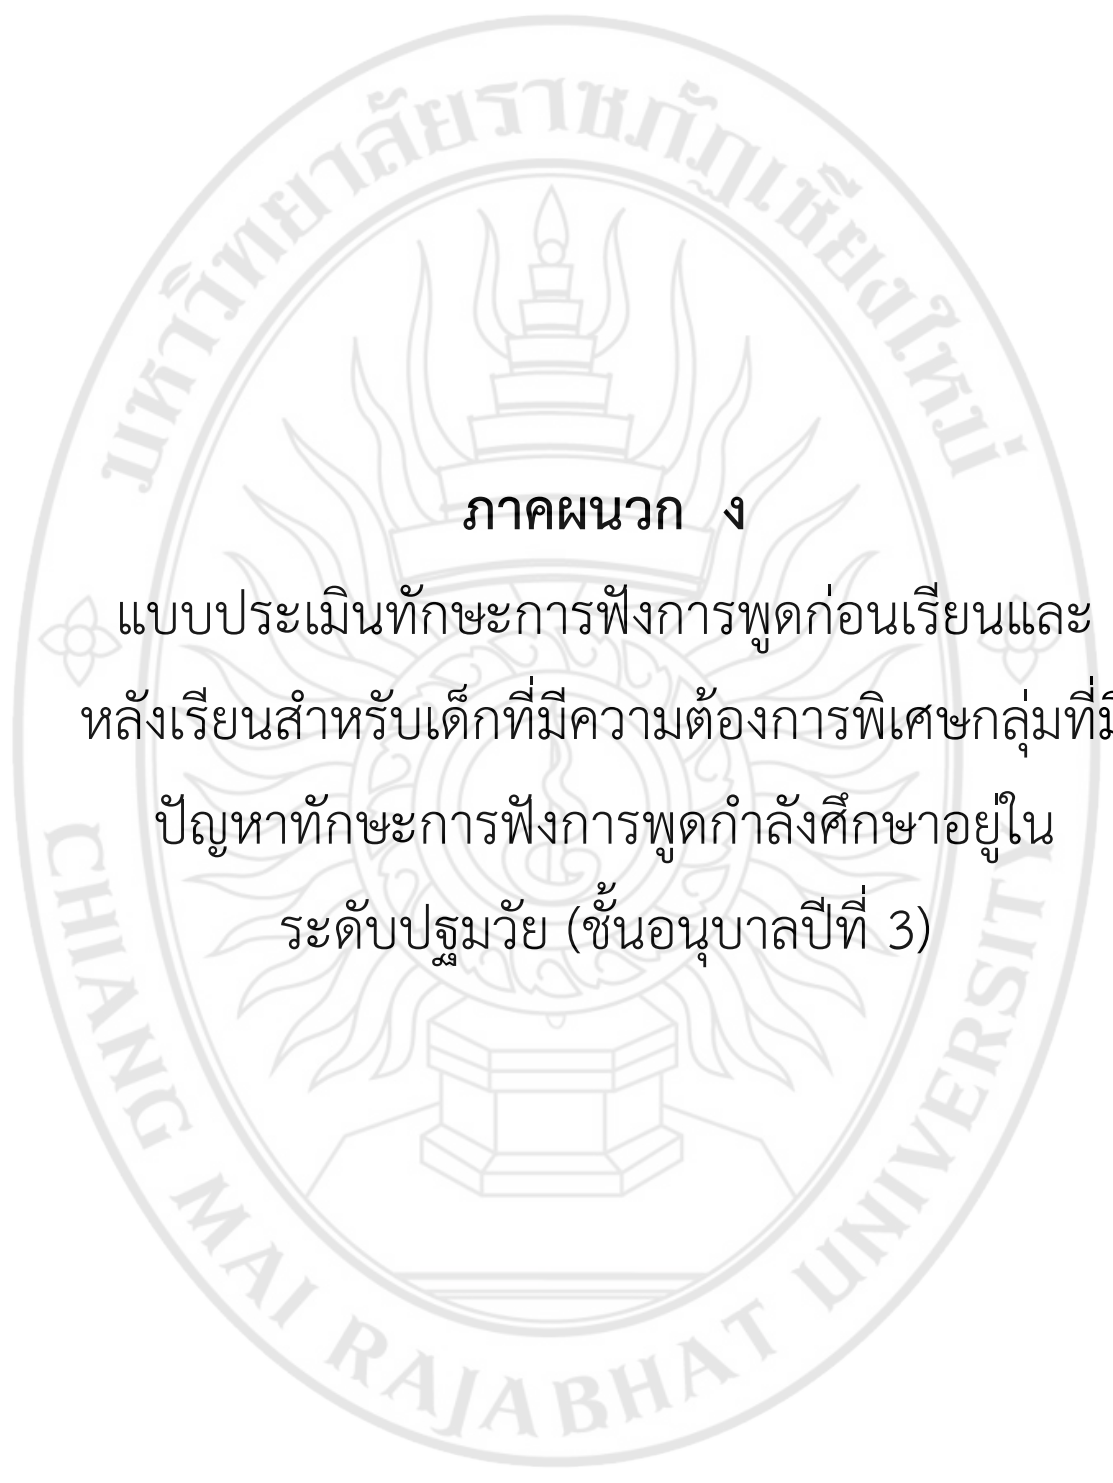 มหาวิทยาลัยราชภัฏเชียงใหม่
ภาคผนวก ง
แบบประเมินทักษะการฟังการพูดก่อนเรียนและ
หลังเรียนสำหรับเด็กที่มีความต้องการพิเศษกลุ่มที่มี
ปัญหาทักษะการฟังการพูดกำลังศึกษาอยู่ใน
ระดับปฐมวัย (ชั้นอนุบาลปีที่ 3)
CHIANG MAI RAJABHAT UNIVERSITY